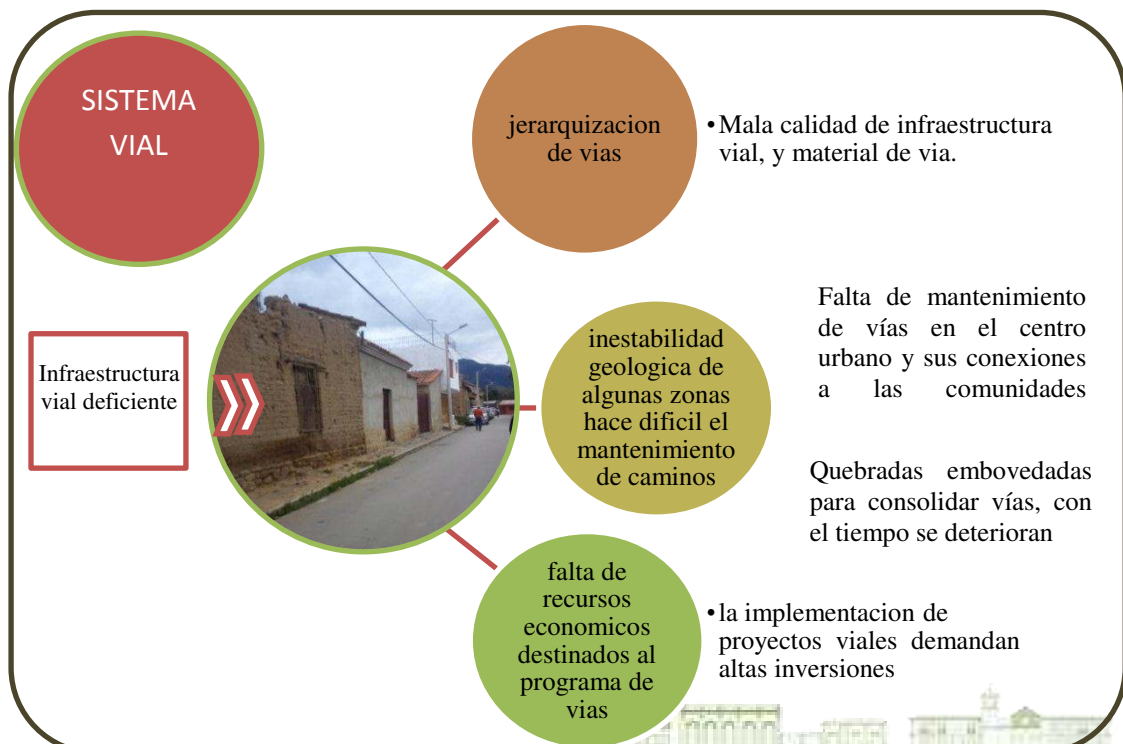 SISTEMA
VIAL
jerarquizacion
de vias
•Mala calidad de infraestructura
vial, y material de via.
Infraestructura
vial deficiente
inestabilidad
geologica de
algunas zonas
hace dificil el
mantenimiento
de caminos
Falta de mantenimiento
de vías en el centro
urbano y sus conexiones
a las comunidades
Quebradas embovedadas
para consolidar vías, con
el tiempo se deterioran
falta de
recursos
economicos
destinados al
programa de
vias
•la implementacion de
proyectos viales demandan
altas inversiones